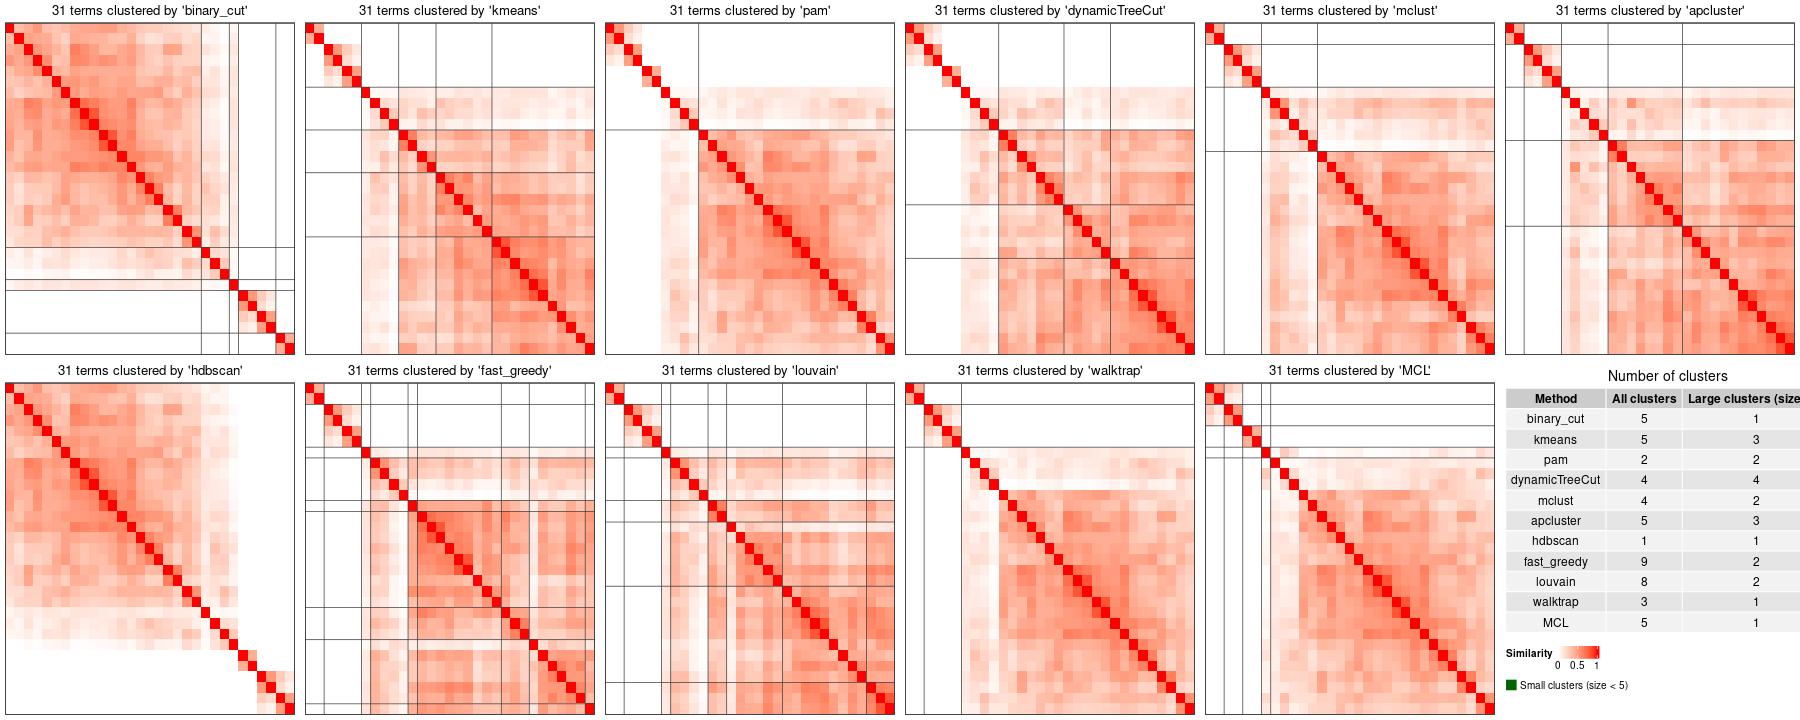 31 terms clustered by 'binary_cut'
31 terms clustered by 'kmeans'
31 terms clustered by 'pam'
31 terms clustered by 'dynamicTreeCut'
31 terms clustered by 'mclust'
31 terms clustered by 'apcluster'
31 terms clustered by 'hdbscan'
31 terms clustered by 'fast_greedy'
31 terms clustered by 'louvain'
31 terms clustered by 'walktrap'
31 terms clustered by 'MCL'
Number of clusters
Method All clusters Large clusters (size
binary_cut 5 1
kmeans 5 3
pam 2 2
dynamicTreeCut 4 4
mclust 4 2
apcluster 5 3
hdbscan 1 1
fast_greedy 9 2
louvain 8 2
walktrap 3 1
MCL 5 1
Similarity
0 0.5 1
Small clusters (size < 5)